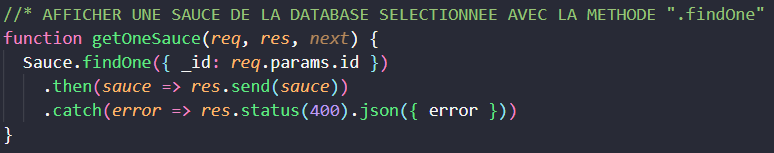 //* AFFICHER UNE SAUCE DE LA DATABASE SELECTIONNEE AVEC LA METHODE ".findOne"
function getOneSauce(req, res, next) {
  Sauce.findOne({ _id: req.params.id })
    .then(sauce => res.send(sauce))
    .catch(error => res.status(400).json({ error }))
}